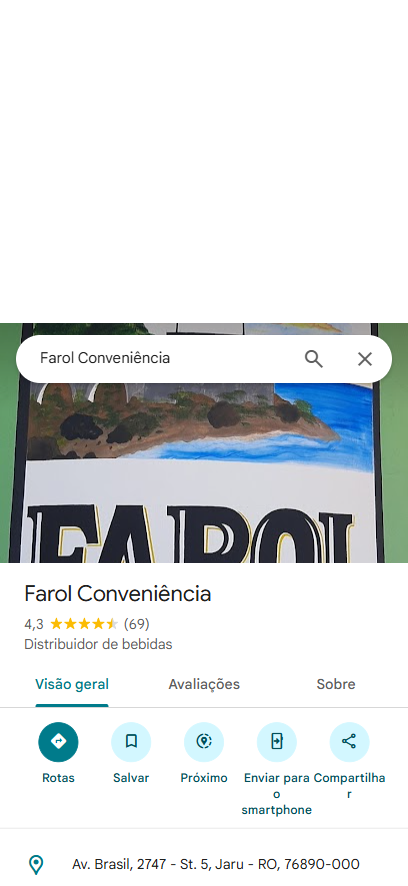 Farol Conveniência
FAROL
Farol Conveniência
4,3 (69)
Distribuidor de bebidas
Visão geral Avaliações Sobre
Rotas Salvar Próximo Enviar para o smartphone Compartilhar
Av. Brasil, 2747 - St. 5, Jaru - RO, 76890-000